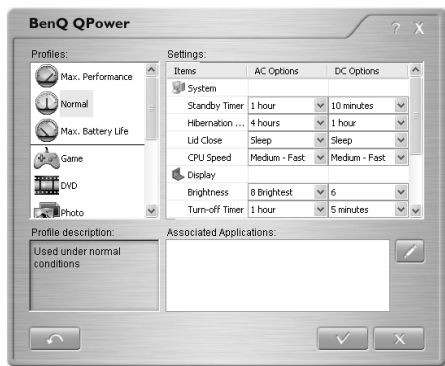 BenQ QPower
? X
Profiles:
Max. Performance
Normal
Max. Battery Life
Game
DVD
Photo
Settings:
Items AC Options DC Options
System
Standby Timer 1 hour 10 minutes
Hibernation ... 4 hours 1 hour
Lid Close Sleep Sleep
CPU Speed Medium - Fast Medium - Fast
Display
Brightness 8 Brightest 6
Turn-off Timer 1 hour 5 minutes
Profile description:
Used under normal
conditions
Associated Applications: